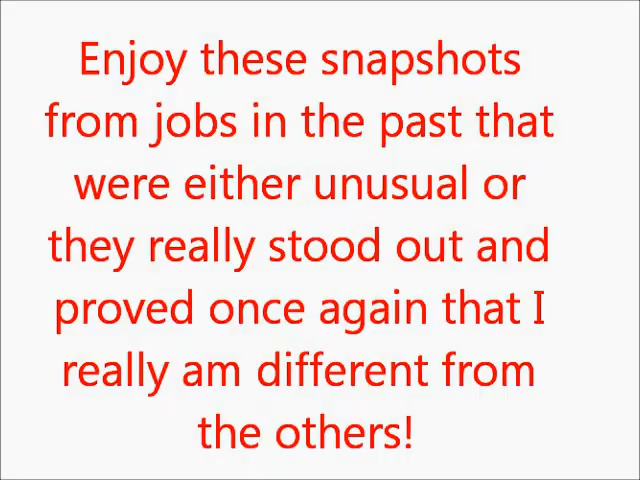 Enjoy these snapshots
from jobs in the past that
were either unusual or
they really stood out and
proved once again that I
really am different from
the others!